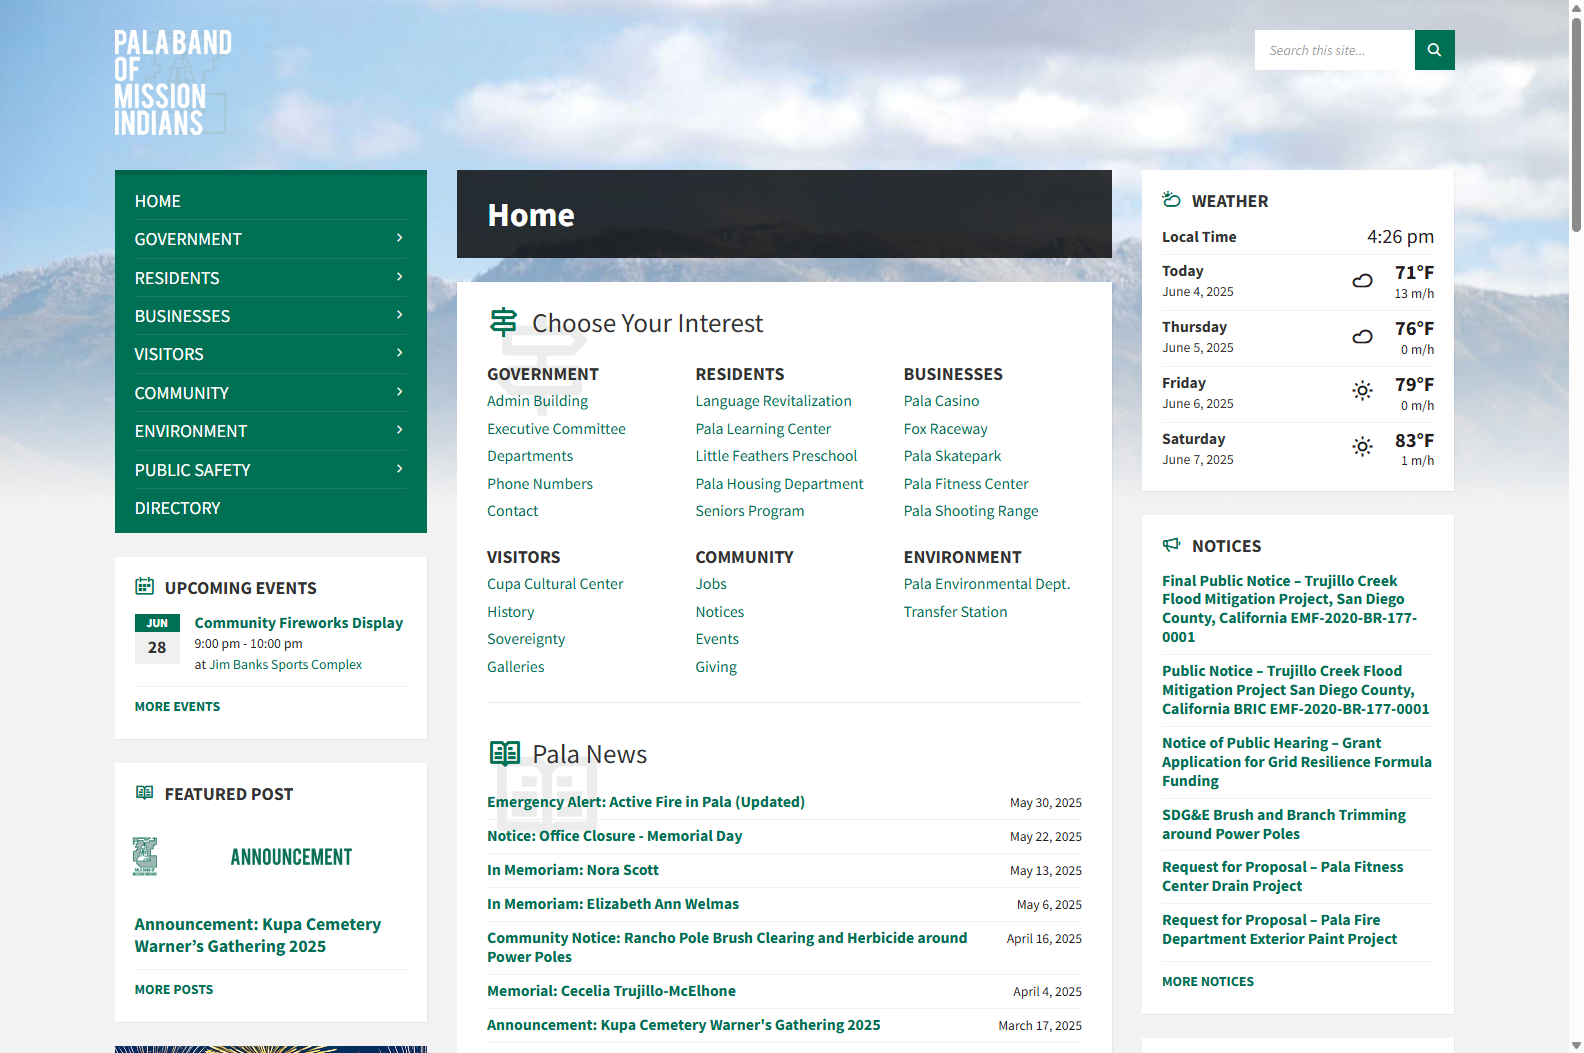 PALA BAND
OF
MISSION
INDIANS
Search this site...
HOME
GOVERNMENT
RESIDENTS
BUSINESSES
VISITORS
COMMUNITY
ENVIRONMENT
PUBLIC SAFETY
DIRECTORY
UPCOMING EVENTS
JUN
28
Community Fireworks Display
9:00 pm - 10:00 pm
at Jim Banks Sports Complex
MORE EVENTS
FEATURED POST
PALA BAND OF
MISSION INDIANS
ANNOUNCEMENT
Announcement: Kupa Cemetery
Warner’s Gathering 2025
MORE POSTS
Home
Choose Your Interest
GOVERNMENT
Admin Building
Executive Committee
Departments
Phone Numbers
Contact
RESIDENTS
Language Revitalization
Pala Learning Center
Little Feathers Preschool
Pala Housing Department
Seniors Program
BUSINESSES
Pala Casino
Fox Raceway
Pala Skatepark
Pala Fitness Center
Pala Shooting Range
VISITORS
Cupa Cultural Center
History
Sovereignty
Galleries
COMMUNITY
Jobs
Notices
Events
Giving
ENVIRONMENT
Pala Environmental Dept.
Transfer Station
Pala News
Emergency Alert: Active Fire in Pala (Updated) May 30, 2025
Notice: Office Closure - Memorial Day May 22, 2025
In Memoriam: Nora Scott May 13, 2025
In Memoriam: Elizabeth Ann Welmas May 6, 2025
Community Notice: Rancho Pole Brush Clearing and Herbicide around April 16, 2025
Power Poles
Memorial: Cecelia Trujillo-McElhone April 4, 2025
Announcement: Kupa Cemetery Warner's Gathering 2025 March 17, 2025
WEATHER
Local Time 4:26 pm
Today 71°F
June 4, 2025 13 m/h
Thursday 76°F
June 5, 2025 0 m/h
Friday 79°F
June 6, 2025 0 m/h
Saturday 83°F
June 7, 2025 1 m/h
NOTICES
Final Public Notice – Trujillo Creek
Flood Mitigation Project, San Diego
County, California EMF-2020-BR-177-
0001
Public Notice – Trujillo Creek Flood
Mitigation Project San Diego County,
California BRIC EMF-2020-BR-177-0001
Notice of Public Hearing – Grant
Application for Grid Resilience Formula
Funding
SDG&E Brush and Branch Trimming
around Power Poles
Request for Proposal – Pala Fitness
Center Drain Project
Request for Proposal – Pala Fire
Department Exterior Paint Project
MORE NOTICES